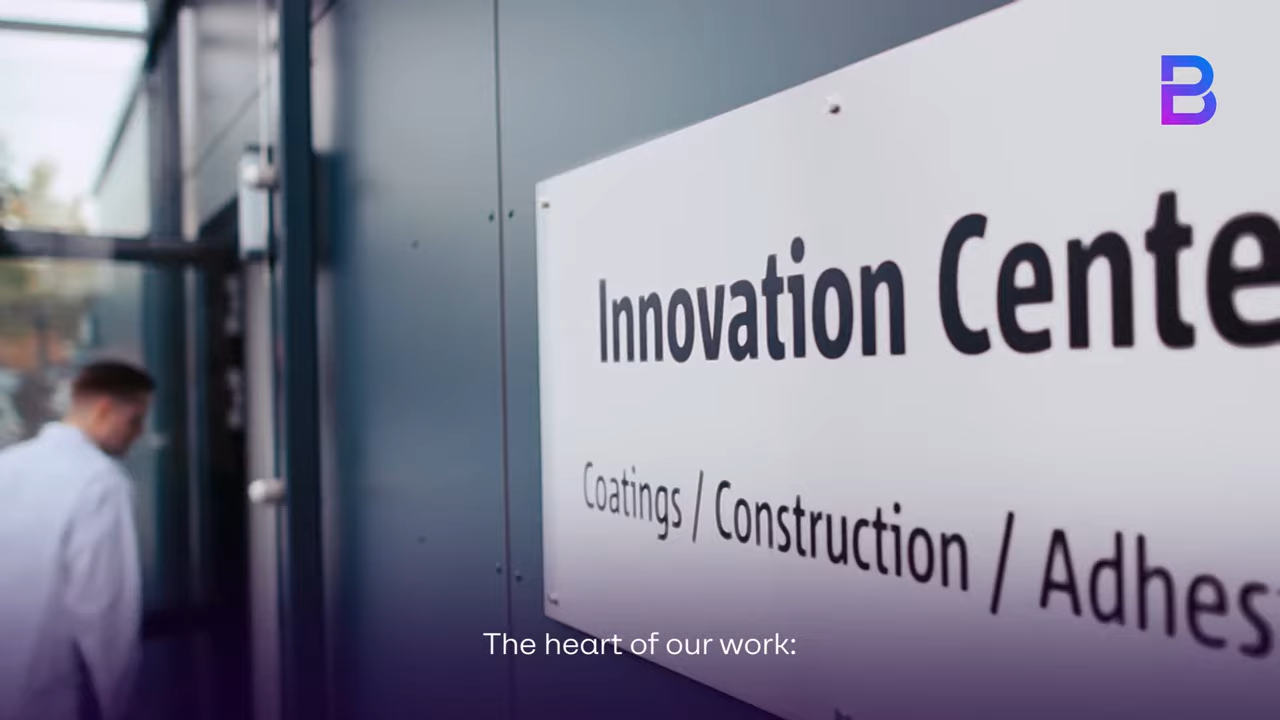 B
Innovation Cente
Coatings / Construction / Adhes
The heart of our work: